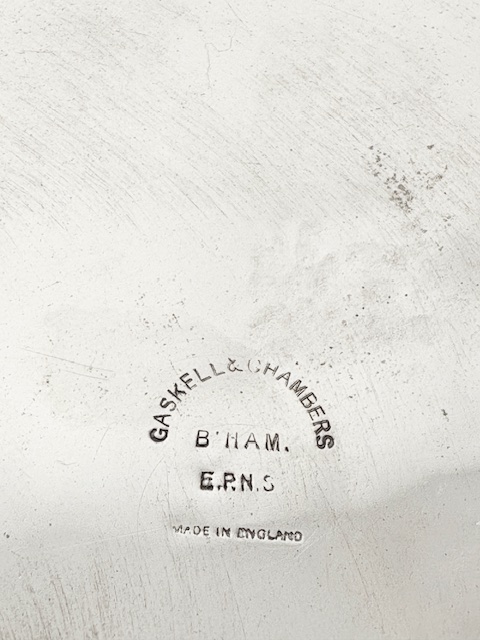 GASKELL & CHAMBERS
B'HAM.
E.P.N.S
MADE IN ENGLAND